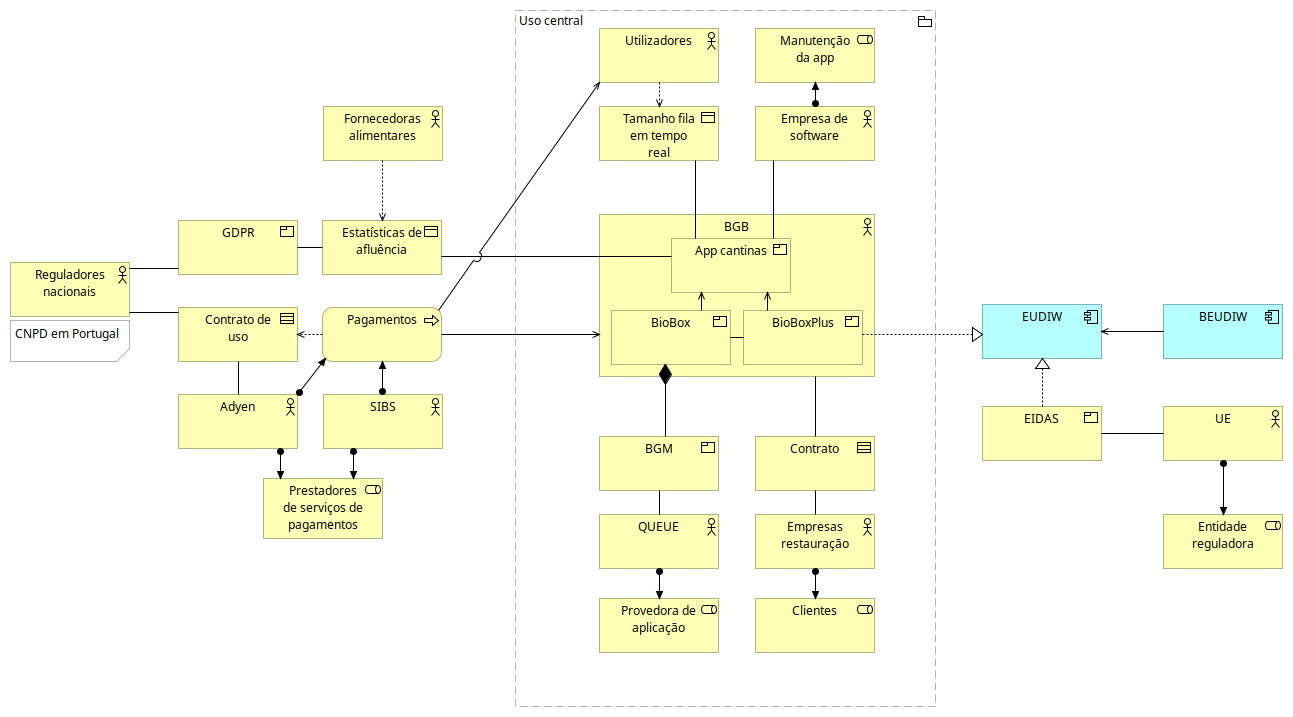 Uso central
Utilizadores
Manutenção
da app
Fornecedoras
alimentares
Tamanho fila
em tempo
real
Empresa de
software
GDPR
Estatísticas de
afluência
BGB
App cantinas
Reguladores
nacionais
CNPD em Portugal
Contrato de
uso
Pagamentos
BioBox
BioBoxPlus
EUDIW
BEUDIW
Adyen
SIBS
EIDAS
UE
BGM
Contrato
Prestadores
de serviços de
pagamentos
QUEUE
Empresas
restauração
Entidade
reguladora
Provedora de
aplicação
Clientes